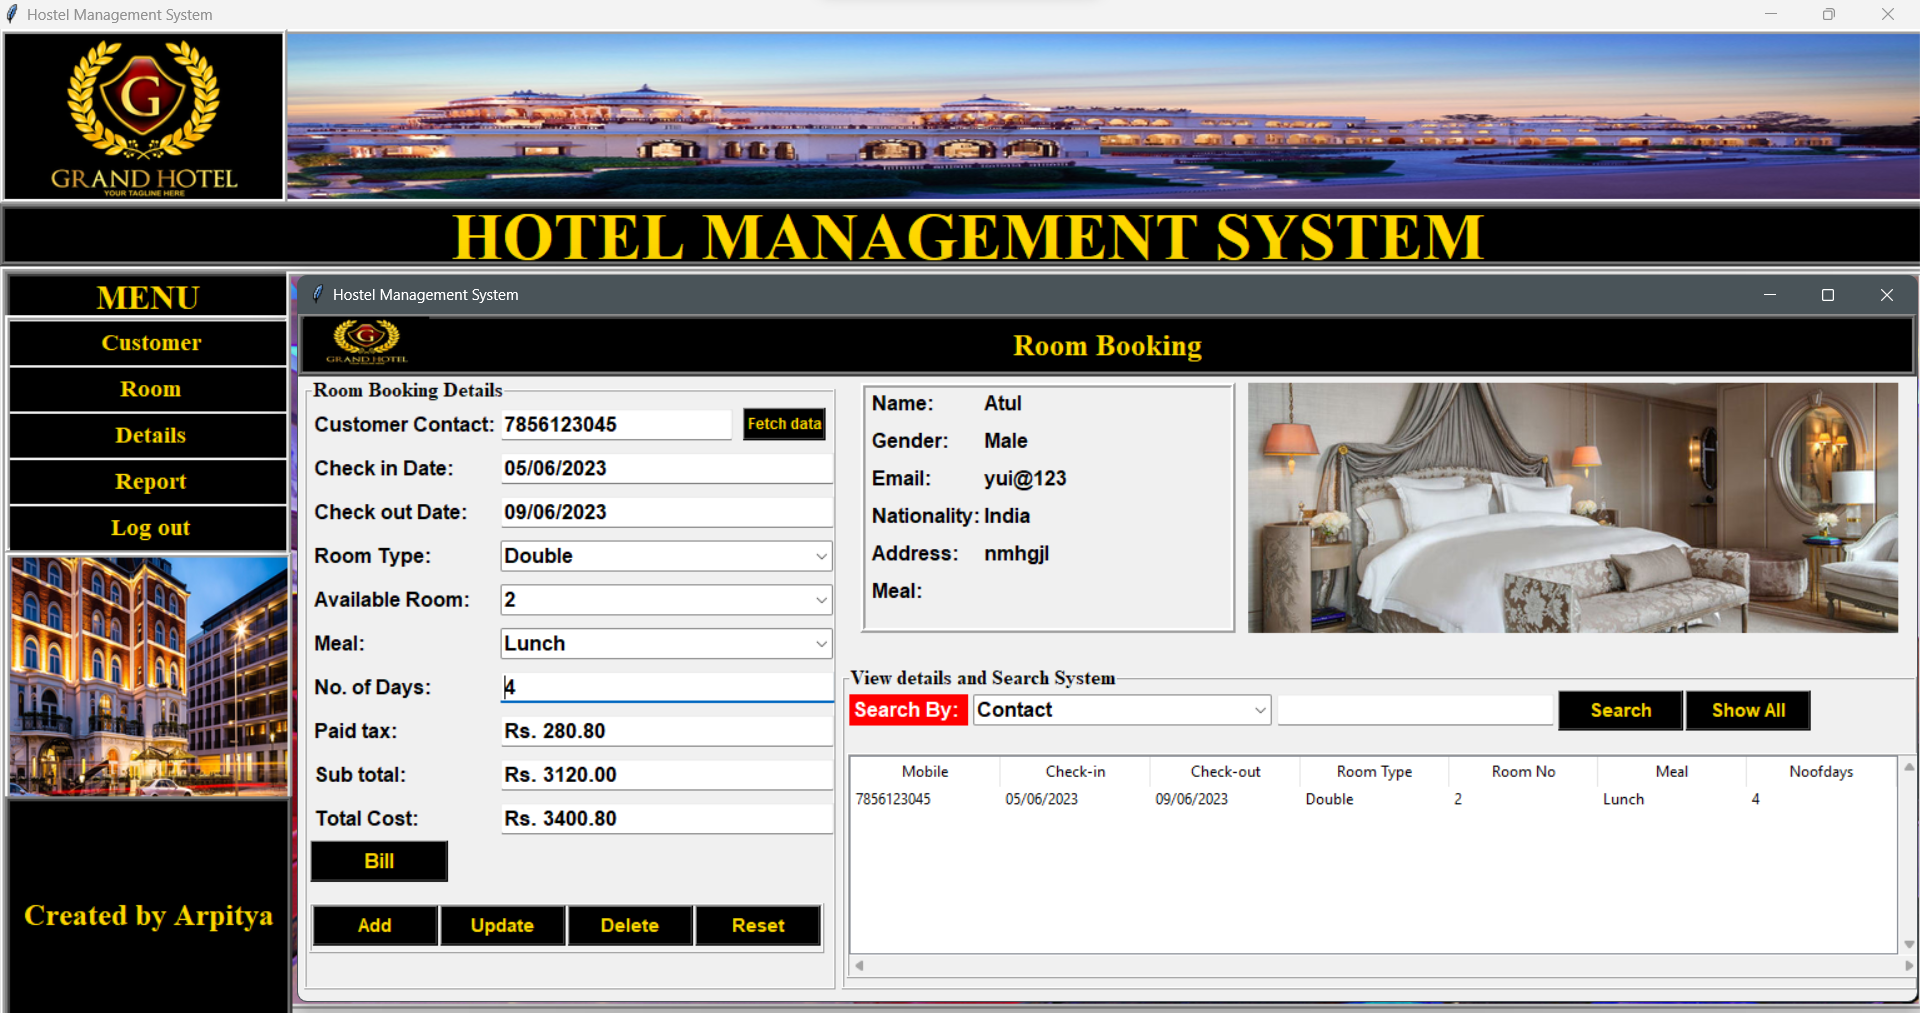 Hostel Management System
G
GRAND HOTEL
YOUR TAGLINE HERE
HOTEL MANAGEMENT SYSTEM
MENU
Customer
Room
Details
Report
Log out
Created by Arpitya
Hostel Management System
G
GRAND HOTEL
Room Booking
Room Booking Details
Customer Contact: 7856123045 Fetch data
Check in Date: 05/06/2023
Check out Date: 09/06/2023
Room Type: Double
Available Room: 2
Meal: Lunch
No. of Days: 4
Paid tax: Rs. 280.80
Sub total: Rs. 3120.00
Total Cost: Rs. 3400.80
Bill
Add Update Delete Reset
Name: Atul
Gender: Male
Email: yui@123
Nationality: India
Address: nmhgjl
Meal:
View details and Search System
Search By: Contact Search Show All
Mobile Check-in Check-out Room Type Room No Meal Noofdays
7856123045 05/06/2023 09/06/2023 Double 2 Lunch 4